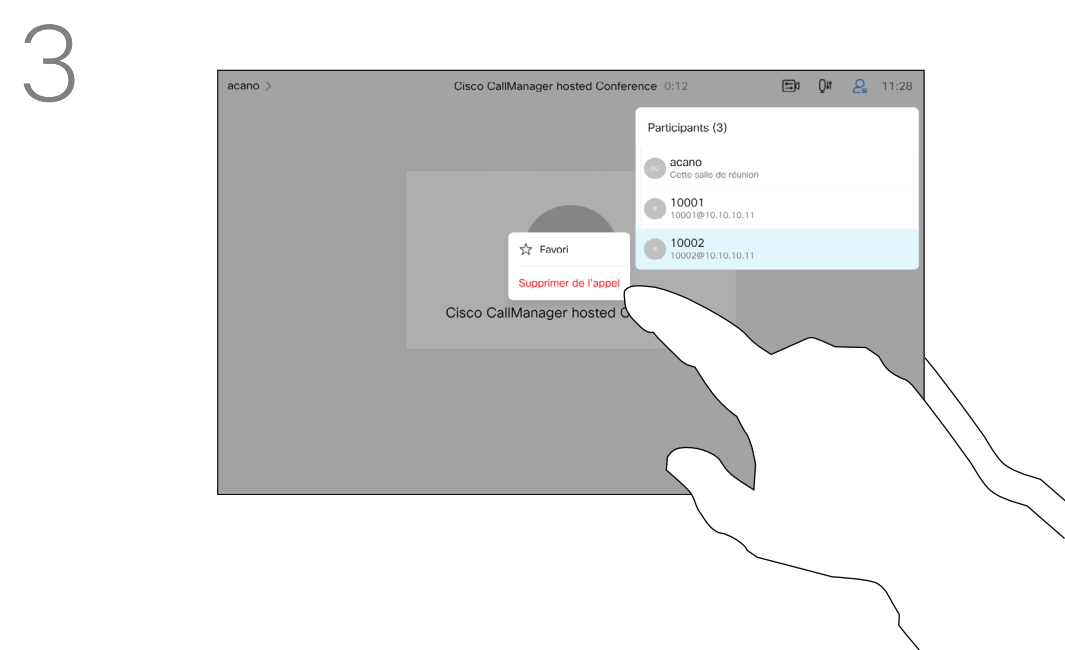 3
acano >
Cisco CallManager hosted Conference 0:12
11:28
Participants (3)
AC
acano
Cette salle de réunion
10001
10001@10.10.10.11
10002
10002@10.10.10.11
Favori
Supprimer de l'appel
Cisco CallManager hosted